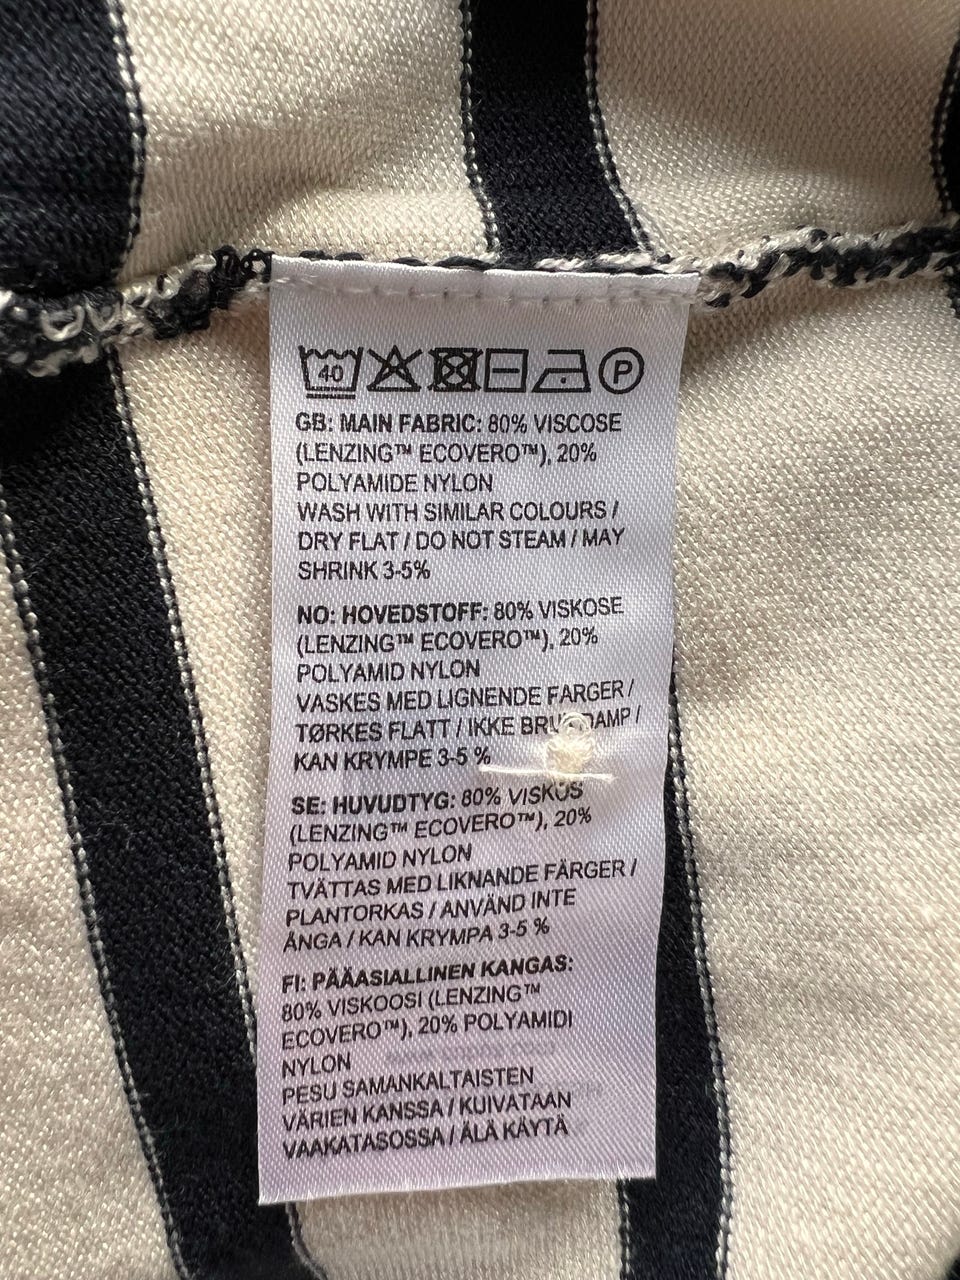 40 P
GB: MAIN FABRIC: 80% VISCOSE
(LENZING™ ECOVERO™), 20%
POLYAMIDE NYLON
WASH WITH SIMILAR COLOURS /
DRY FLAT / DO NOT STEAM / MAY
SHRINK 3-5%
NO: HOVEDSTOFF: 80% VISKOSE
(LENZING™ ECOVERO™), 20%
POLYAMID NYLON
VASKES MED LIGNENDE FARGER /
TØRKES FLATT / IKKE /
KAN KRYMPE 3-5 %
SE: HUVUDTYG: 80% VISKOS
(LENZING™ ECOVERO™), 20%
POLYAMID NYLON
TVÄTTAS MED LIKNANDE FÄRGER /
PLANTORKAS / ANVÄND INTE
ÅNGA / KAN KRYMPA 3-5 %
FI: PÄÄASIALLINEN KANGAS:
80% VISKOOSI (LENZING™
ECOVERO™), 20% POLYAMIDI
NYLON
PESU SAMANKALTAISTEN
VÄRIEN KANSSA / KUIVATAAN
VAAKATASOSSA / ÄLÄ KÄYTÄ